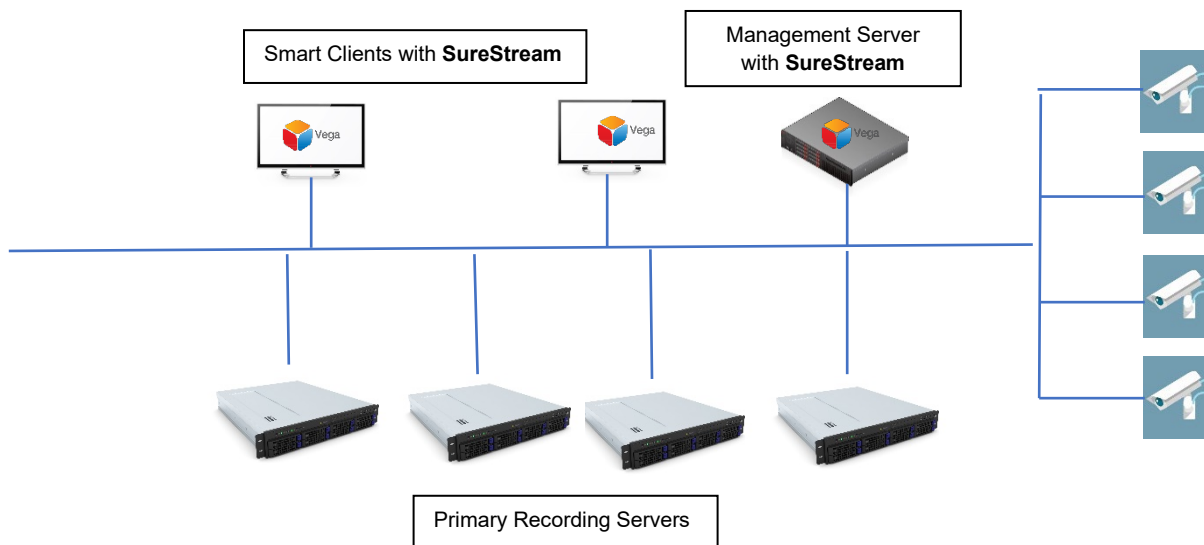 Smart Clients with SureStream
Management Server
with SureStream
Vega
Vega
Vega
Primary Recording Servers